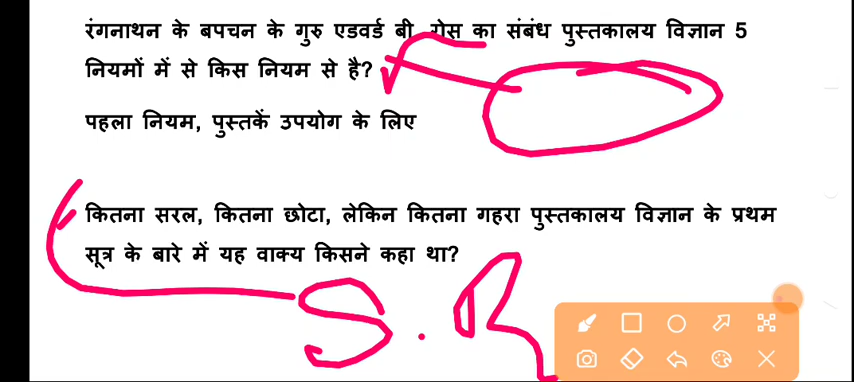 रंगनाथन के बपचन के गुरु एडवर्ड बी. रोस का संबंध पुस्तकालय विज्ञान 5
नियमों में से किस नियम से है?
पहला नियम, पुस्तकें उपयोग के लिए
कितना सरल, कितना छोटा, लेकिन कितना गहरा पुस्तकालय विज्ञान के प्रथम
सूत्र के बारे में यह वाक्य किसने कहा था?
S.R